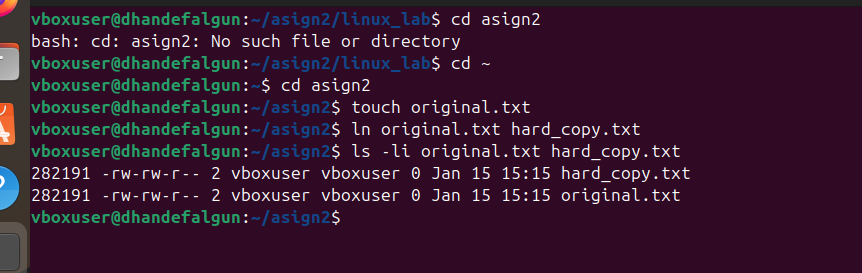 vboxuser@dhandefalgun:~/asign2/linux_lab$ cd asign2
bash: cd: asign2: No such file or directory
vboxuser@dhandefalgun:~/asign2/linux_lab$ cd ~
vboxuser@dhandefalgun:~$ cd asign2
vboxuser@dhandefalgun:~/asign2$ touch original.txt
vboxuser@dhandefalgun:~/asign2$ ln original.txt hard_copy.txt
vboxuser@dhandefalgun:~/asign2$ ls -li original.txt hard_copy.txt
282191 -rw-rw-r-- 2 vboxuser vboxuser 0 Jan 15 15:15 hard_copy.txt
282191 -rw-rw-r-- 2 vboxuser vboxuser 0 Jan 15 15:15 original.txt
vboxuser@dhandefalgun:~/asign2$